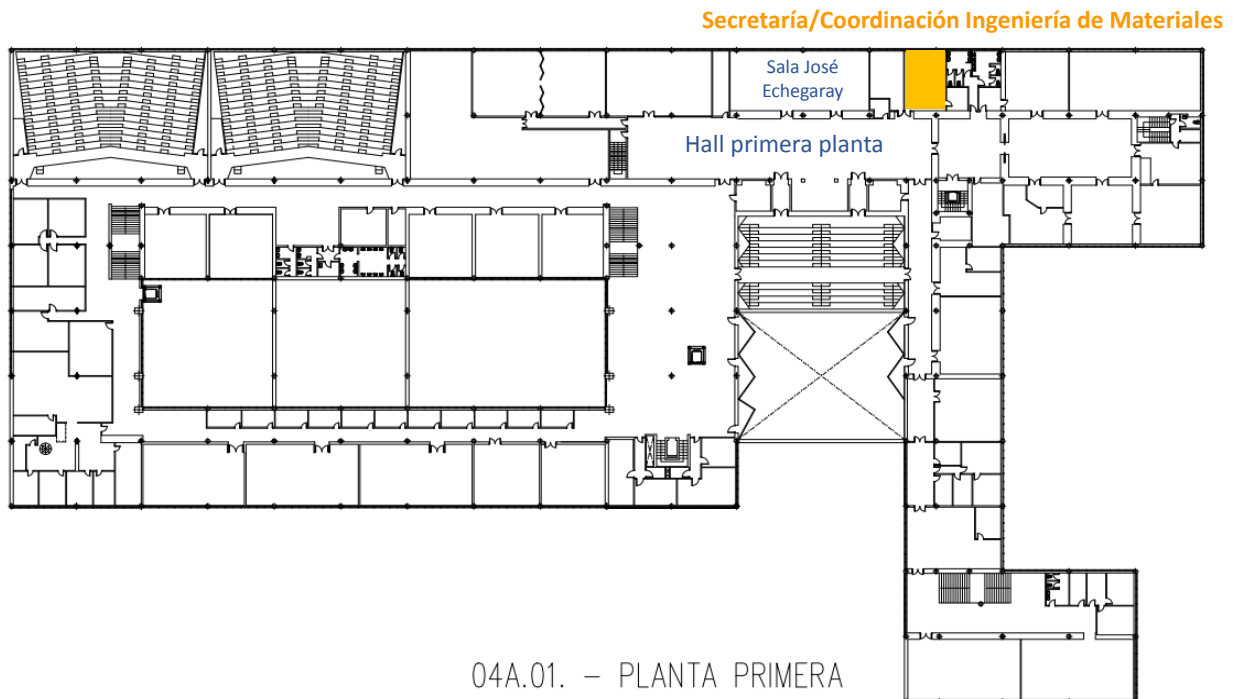 Secretaría/Coordinación Ingeniería de Materiales
Sala José
Echegaray
Hall primera planta
04A.01. – PLANTA PRIMERA